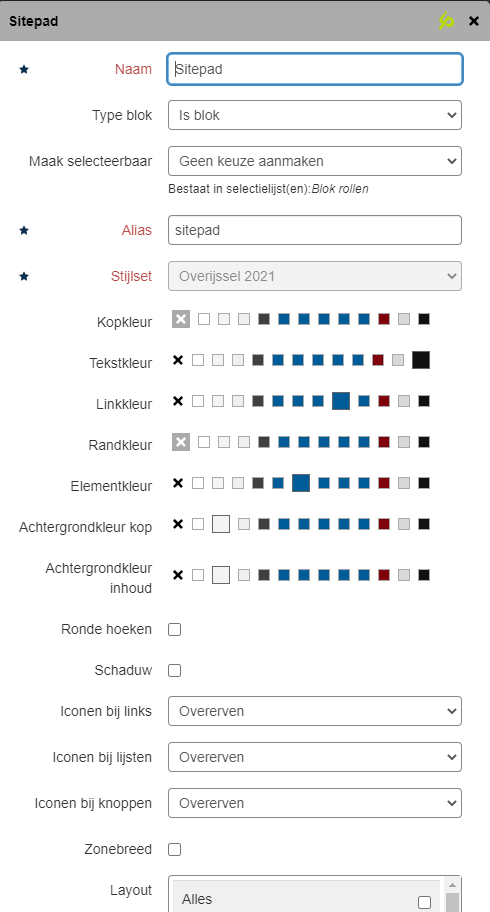 Sitepad
Naam
Sitepad
Type blok
Is blok
Maak selecteerbaar
Geen keuze aanmaken
Bestaat in selectielijst(en):Blok rollen
Alias
sitepad
Stijlset
Overijssel 2021
Kopkleur
Tekstkleur
Linkkleur
Randkleur
Elementkleur
Achtergrondkleur kop
Achtergrondkleur
inhoud
Ronde hoeken
Schaduw
Iconen bij links
Overerven
Iconen bij lijsten
Overerven
Iconen bij knoppen
Overerven
Zonebreed
Layout
Alles